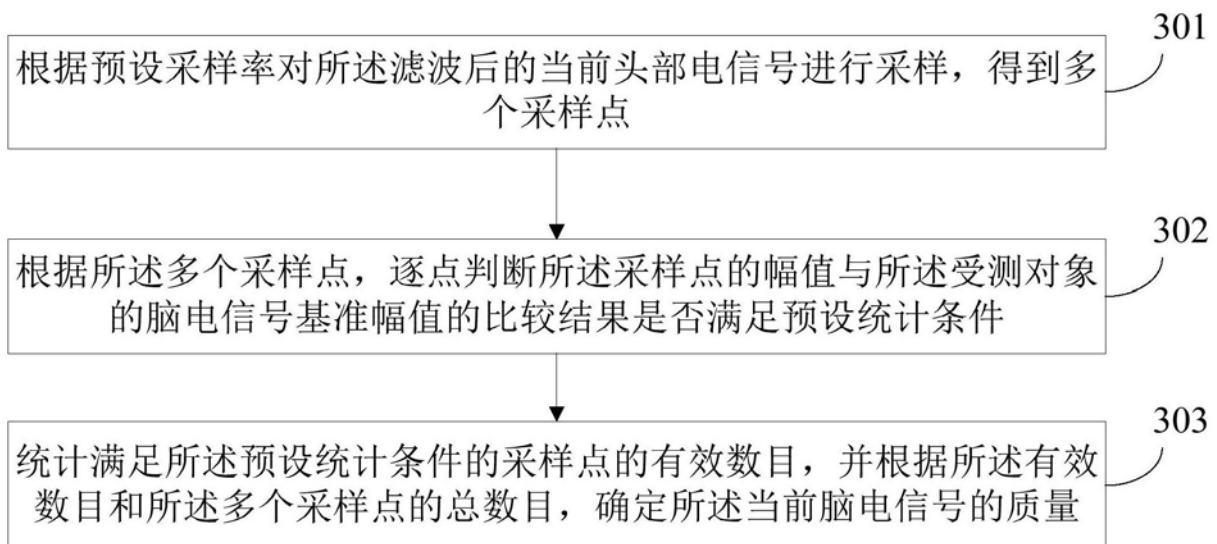 301
根据预设采样率对所述滤波后的当前头部电信号进行采样，得到多
个采样点
302
根据所述多个采样点，逐点判断所述采样点的幅值与所述受测对象
的脑电信号基准幅值的比较结果是否满足预设统计条件
303
统计满足所述预设统计条件的采样点的有效数目，并根据所述有效
数目和所述多个采样点的总数目，确定所述当前脑电信号的质量